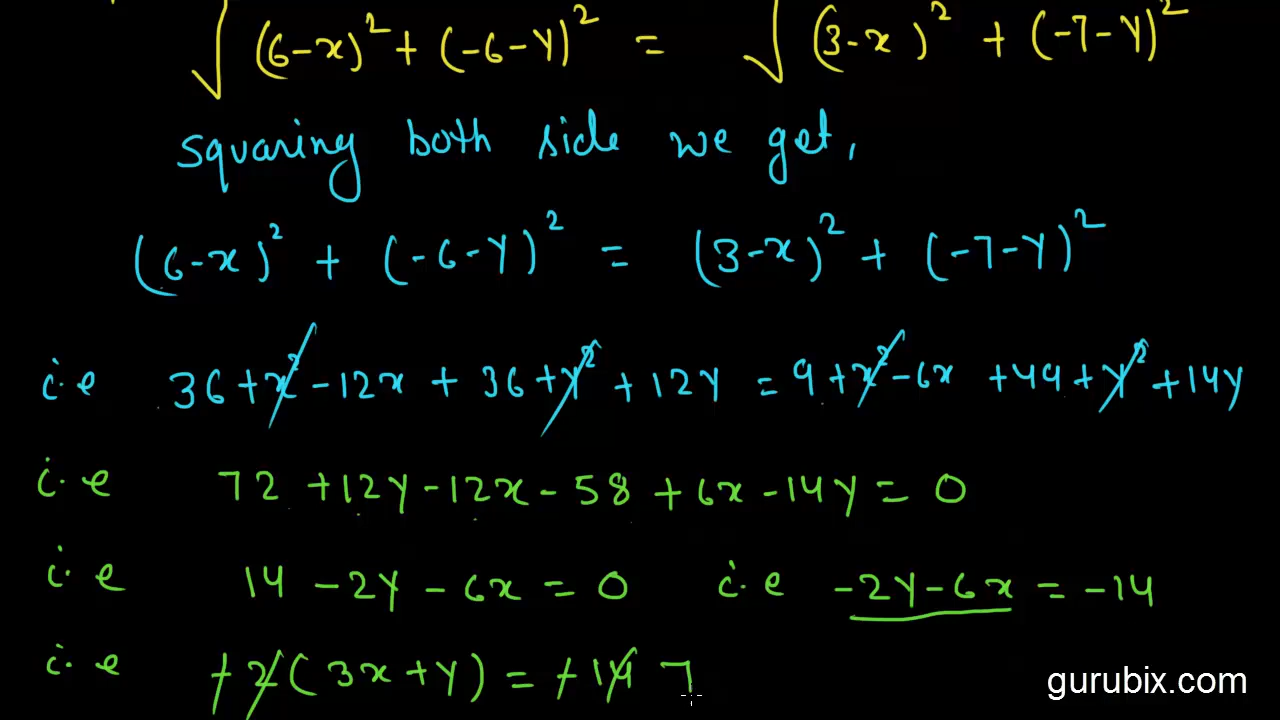 √(6-x)² + (-6-y)² = √(3-x)² + (-7-y)²
squaring both side we get,
(6-x)² + (-6-y)² = (3-x)² + (-7-y)²
i.e 36+x²-12x + 36+y² +12y = 9+x²-6x +49+y² +14y
i.e 72 +12y-12x-58 +6x-14y = 0
i.e 14 -2y -6x = 0 i.e -2y-6x = -14
i.e -2(3x+y) = -14 7
gurubix.com